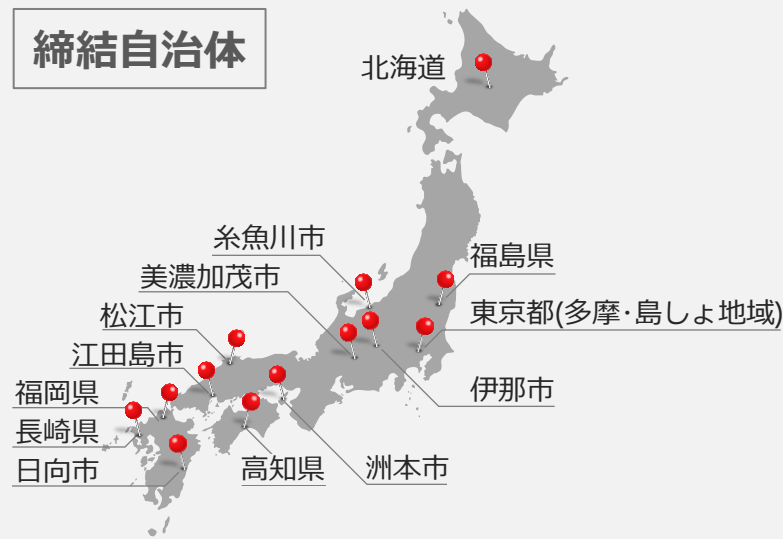 締結自治体
北海道
糸魚川市
福島県
美濃加茂市
東京都(多摩･島しょ地域)
松江市
江田島市
伊那市
福岡県
長崎県
日向市
高知県
洲本市